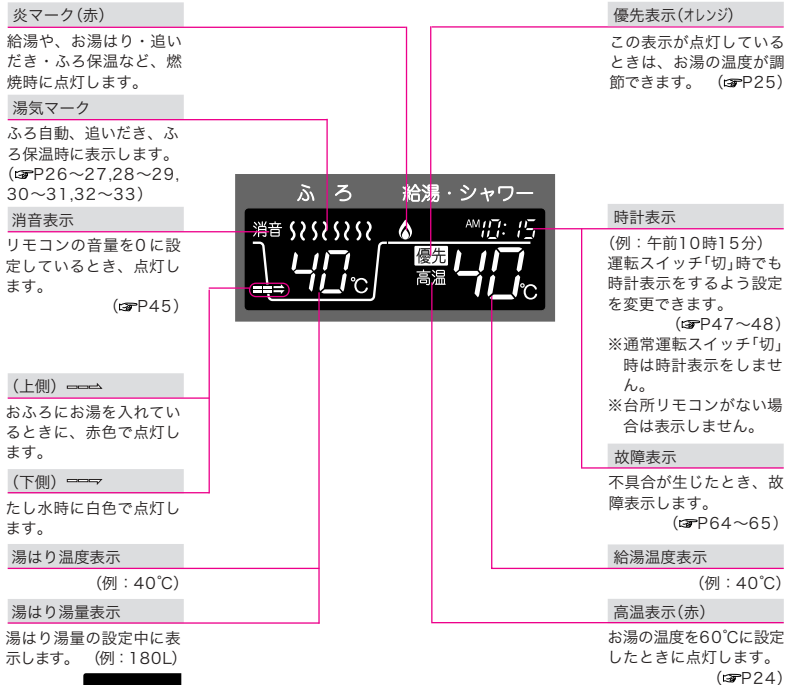 炎マーク(赤)
給湯や、お湯はり・追い
だき・ふろ保温など、燃
焼時に点灯します。
湯気マーク
ふろ自動、追いだき、ふ
ろ保温時に表示します。
(☞P26～27,28～29,
30～31,32～33)
消音表示
リモコンの音量を0に設
定しているとき、点灯し
ます。
(☞P45)
(上側)
おふろにお湯を入れてい
るときに、赤色で点灯し
ます。
(下側)
たし水時に白色で点灯し
ます。
湯はり温度表示
(例：40℃)
湯はり湯量表示
湯はり湯量の設定中に表
示します。 (例：180L)
ふろ 給湯・シャワー
消音 AM10:15
優先
高温
40℃ 40℃
優先表示(オレンジ)
この表示が点灯している
ときは、お湯の温度が調
節できます。 (☞P25)
時計表示
(例：午前10時15分)
運転スイッチ「切」時でも
時計表示をするよう設定
を変更できます。
(☞P47～48)
※通常運転スイッチ「切」
時は時計表示をしませ
ん。
※台所リモコンがない場
合は表示しません。
故障表示
不具合が生じたとき、故
障表示します。
(☞P64～65)
給湯温度表示
(例：40℃)
高温表示(赤)
お湯の温度を60℃に設定
したときに点灯します。
(☞P24)